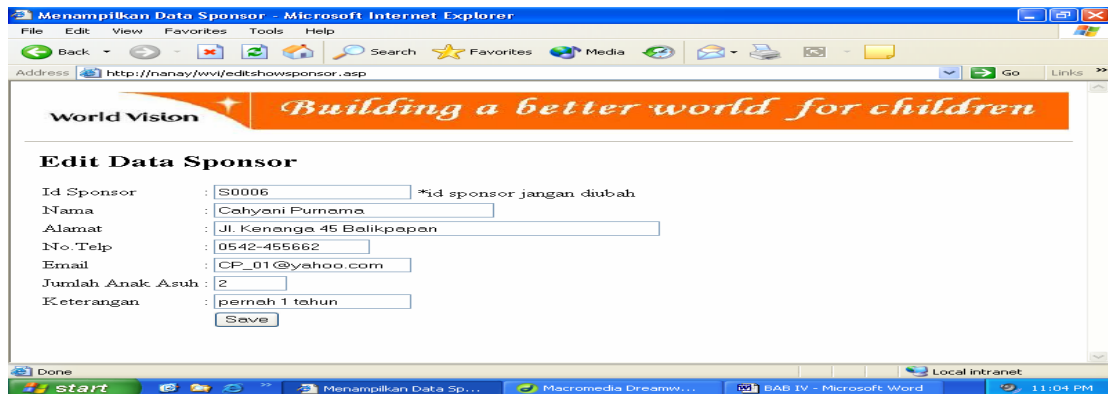 Menampilkan Data Sponsor - Microsoft Internet Explorer
File Edit View Favorites Tools Help
Back Search Favorites Media
Address http://nanay/wvi/editshowsponsor.asp Go Links »
World Vision Building a better world for children
Edit Data Sponsor
Id Sponsor : S0006 *id sponsor jangan diubah
Nama : Cahyani Purnama
Alamat : Jl. Kenanga 45 Balikpapan
No.Telp : 0542-455662
Email : CP_01@yahoo.com
Jumlah Anak Asuh : 2
Keterangan : pernah 1 tahun
Save
Done Local intranet
start » Menampilkan Data Sp... Macromedia Dreamw... BAB IV - Microsoft Word 11:04 PM